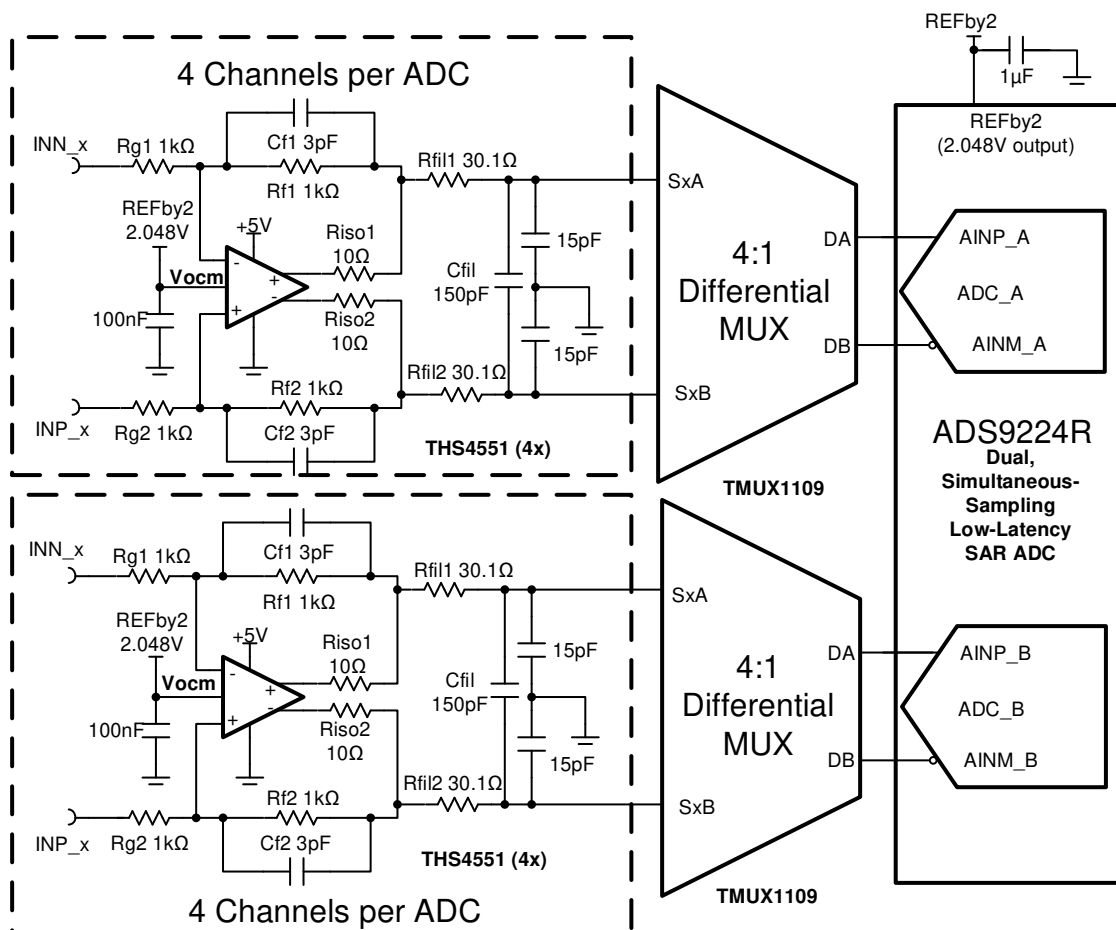 4 Channels per ADC
INN_x
Rg1 1kΩ
Cf1 3pF
Rf1 1kΩ
Rfil1 30.1Ω
REFby2
2.048V
+5V
Vocm
-
+
+
-
Riso1
10Ω
Riso2
10Ω
100nF
Cfil
150pF
15pF
15pF
Rf2 1kΩ
Cf2 3pF
Rfil2 30.1Ω
INP_x
Rg2 1kΩ
THS4551 (4x)
SxA
SxB
4:1
Differential
MUX
DA
DB
TMUX1109
REFby2
1µF
REFby2
(2.048V output)
AINP_A
ADC_A
AINM_A
ADS9224R
Dual,
Simultaneous-
Sampling
Low-Latency
SAR ADC
INN_x
Rg1 1kΩ
Cf1 3pF
Rf1 1kΩ
Rfil1 30.1Ω
REFby2
2.048V
+5V
Vocm
-
+
+
-
Riso1
10Ω
Riso2
10Ω
100nF
Cfil
150pF
15pF
15pF
Rf2 1kΩ
Cf2 3pF
Rfil2 30.1Ω
INP_x
Rg2 1kΩ
THS4551 (4x)
4 Channels per ADC
SxA
SxB
4:1
Differential
MUX
DA
DB
TMUX1109
AINP_B
ADC_B
AINM_B